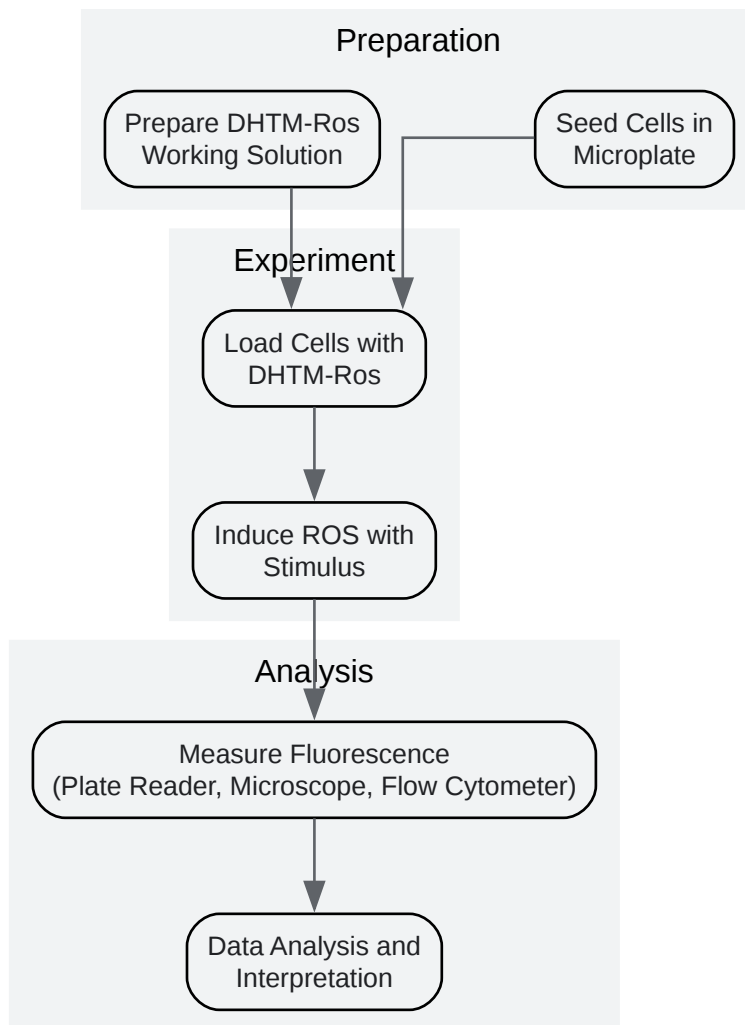 Preparation
Prepare DHTM-Ros
Working Solution
Seed Cells in
Microplate
Experiment
Load Cells with
DHTM-Ros
Induce ROS with
Stimulus
Analysis
Measure Fluorescence
(Plate Reader, Microscope, Flow Cytometer)
Data Analysis and
Interpretation